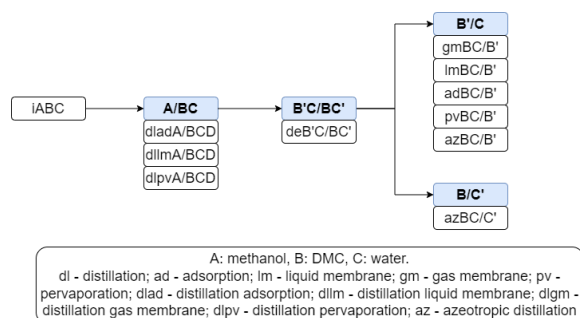 iABC
A/BC
dladA/BCD
dllmA/BCD
dlpvA/BCD
B'C/BC'
deB'C/BC'
B'/C
gmBC/B'
lmBC/B'
adBC/B'
pvBC/B'
azBC/B'
B/C'
azBC/C'
A: methanol, B: DMC, C: water.
dl - distillation; ad - adsorption; lm - liquid membrane; gm - gas membrane; pv -
pervaporation; dlad - distillation adsorption; dllm - distillation liquid membrane; dlgm -
distillation gas membrane; dlpv - distillation pervaporation; az - azeotropic distillation